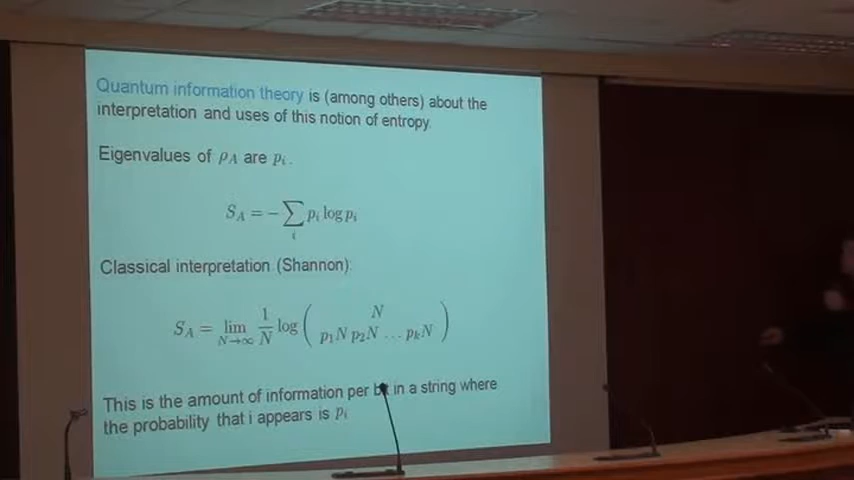 Quantum information theory is (among others) about the
interpretation and uses of this notion of entropy.
Eigenvalues of ρ_A are p_i.
S_A = − ∑_i p_i log p_i
Classical interpretation (Shannon):
S_A = lim_{N→∞} 1/N log ( N
p_1N p_2N … p_kN )
This is the amount of information per bit in a string where
the probability that i appears is p_i